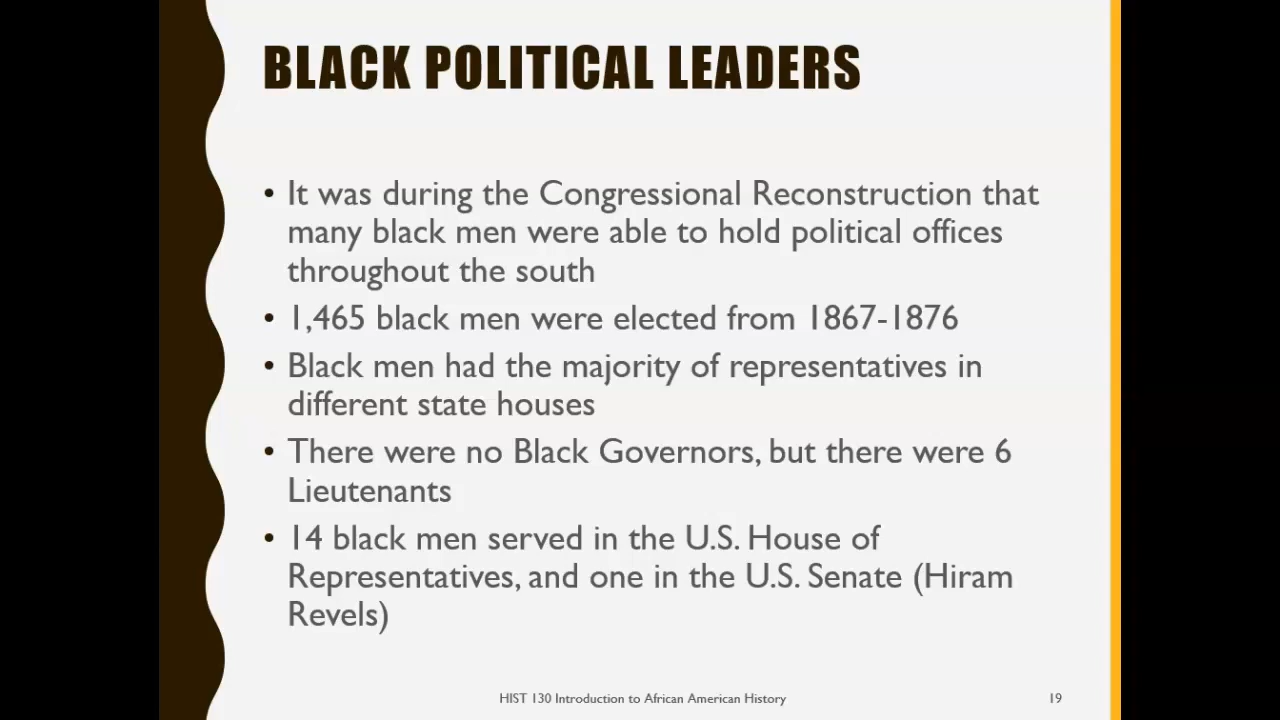 BLACK POLITICAL LEADERS
• It was during the Congressional Reconstruction that
many black men were able to hold political offices
throughout the south
• 1,465 black men were elected from 1867-1876
• Black men had the majority of representatives in
different state houses
• There were no Black Governors, but there were 6
Lieutenants
• 14 black men served in the U.S. House of
Representatives, and one in the U.S. Senate (Hiram
Revels)
HIST 130 Introduction to African American History
19